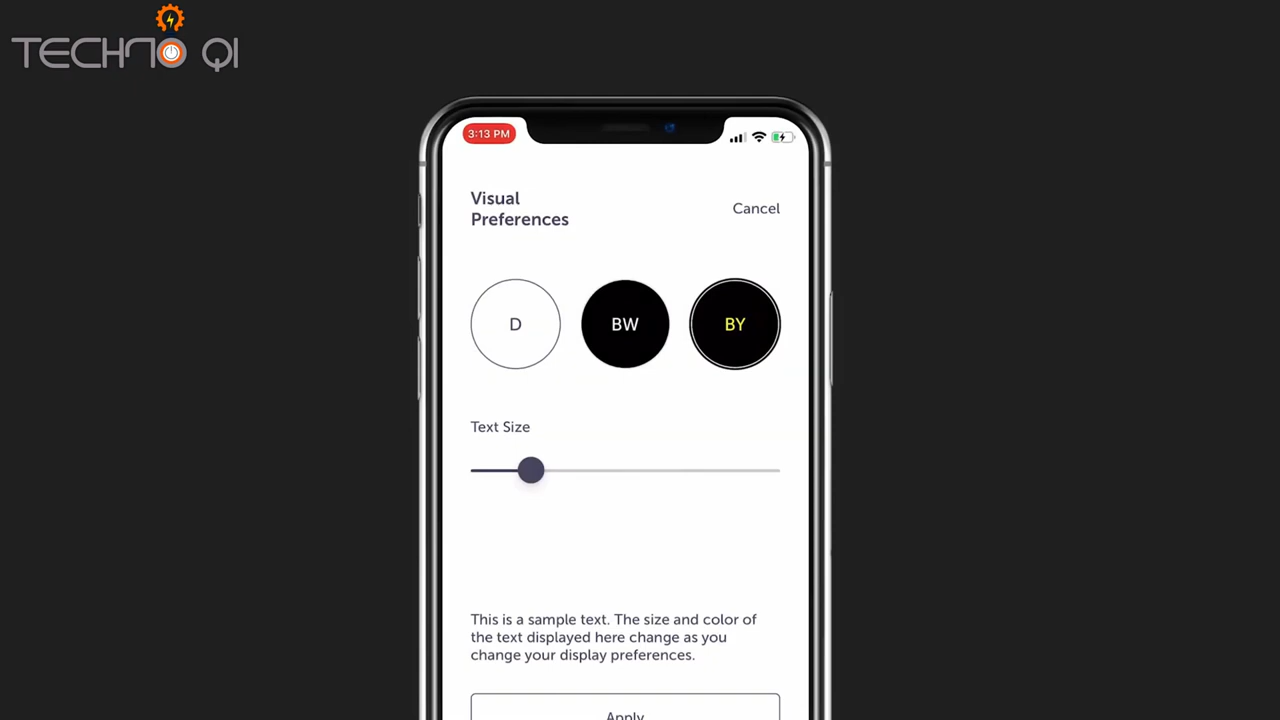 TECHNO QI
3:13 PM
Visual
Preferences
Cancel
D
BW
BY
Text Size
This is a sample text. The size and color of
the text displayed here change as you
change your display preferences.
Apply